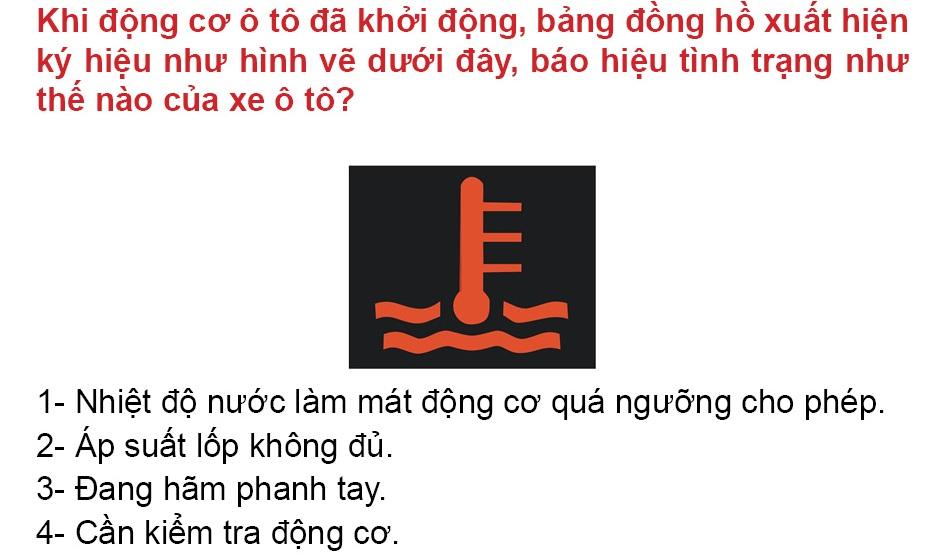 Khi động cơ ô tô đã khởi động, bảng đồng hồ xuất hiện
ký hiệu như hình vẽ dưới đây, báo hiệu tình trạng như
thế nào của xe ô tô?
1- Nhiệt độ nước làm mát động cơ quá ngưỡng cho phép.
2- Áp suất lốp không đủ.
3- Đang hãm phanh tay.
4- Cần kiểm tra động cơ.